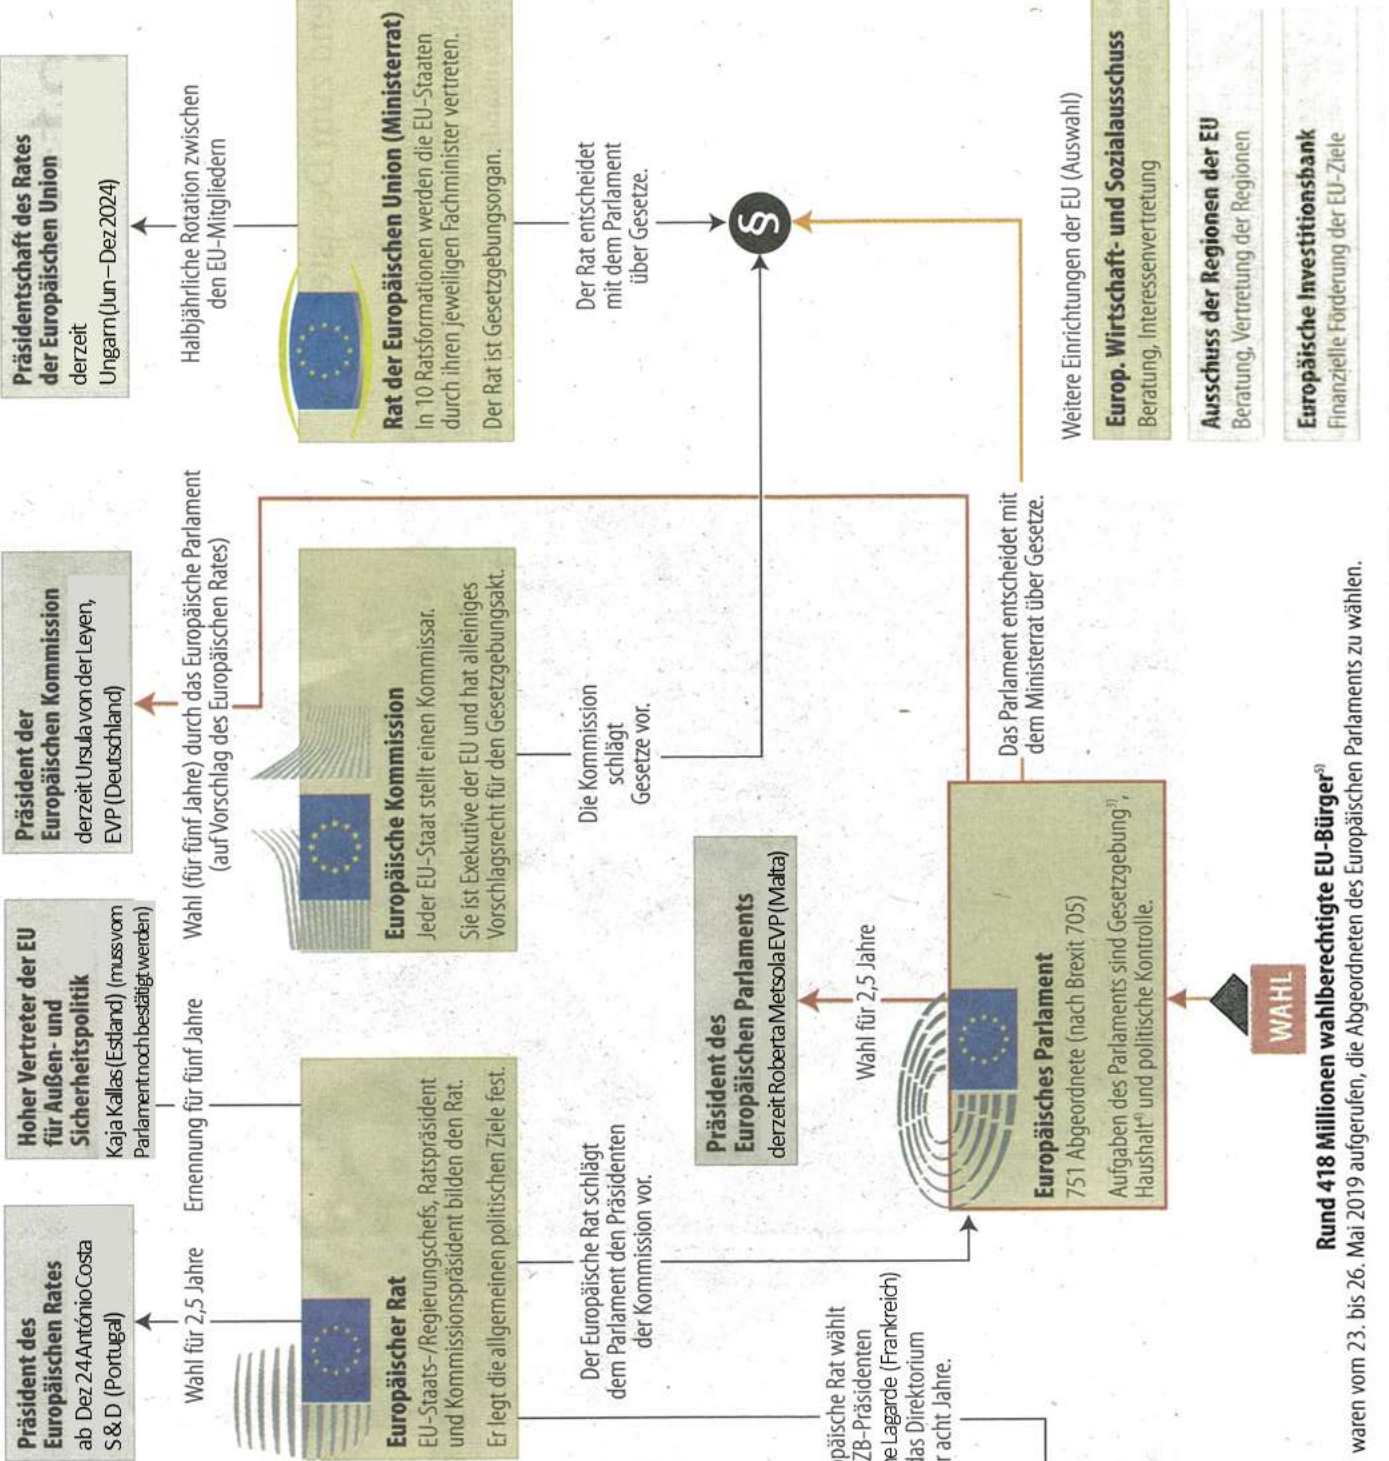 Präsident des
Europäischen Rates
ab Dez 24 António Costa
S & D (Portugal)
Hoher Vertreter der EU
für Außen- und
Sicherheitspolitik
Kaja Kallas (Estland) (muss vom
Parlament noch bestätigt werden)
Präsident der
Europäischen Kommission
derzeit Ursula von der Leyen,
EVP (Deutschland)
Präsidentschaft des Rates
der Europäischen Union
derzeit
Ungarn (Jun – Dez 2024)
Wahl für 2,5 Jahre
Ernennung für fünf Jahre
Wahl (für fünf Jahre) durch das Europäische Parlament
(auf Vorschlag des Europäischen Rates)
Halbjährliche Rotation zwischen
den EU-Mitgliedern
Europäischer Rat
EU-Staats-/Regierungschefs, Ratspräsident
und Kommissionspräsident bilden den Rat.
Er legt die allgemeinen politischen Ziele fest.
Europäische Kommission
Jeder EU-Staat stellt einen Kommissar.
Sie ist Exekutive der EU und hat alleiniges
Vorschlagsrecht für den Gesetzgebungsakt.
Rat der Europäischen Union (Ministerrat)
In 10 Ratsformationen werden die EU-Staaten
durch ihren jeweiligen Fachminister vertreten.
Der Rat ist Gesetzgebungsorgan.
Der Europäische Rat schlägt
dem Parlament den Präsidenten
der Kommission vor.
Die Kommission
schlägt
Gesetze vor.
Der Rat entscheidet
mit dem Parlament
über Gesetze.
§
Präsident des
Europäischen Parlaments
derzeit Roberta Metsola EVP (Malta)
Wahl für 2,5 Jahre
päische Rat wählt
ZB-Präsidenten
ne Lagarde (Frankreich)
das Direktorium
r acht Jahre.
Europäisches Parlament
751 Abgeordnete (nach Brexit 705)
Aufgaben des Parlaments sind Gesetzgebung³⁾,
Haushalt⁴⁾ und politische Kontrolle.
Das Parlament entscheidet mit
dem Ministerrat über Gesetze.
Weitere Einrichtungen der EU (Auswahl)
Europ. Wirtschaft- und Sozialausschuss
Beratung, Interessenvertretung
Ausschuss der Regionen der EU
Beratung, Vertretung der Regionen
Europäische Investitionsbank
Finanzielle Förderung der EU-Ziele
WAHL
Rund 418 Millionen wahlberechtigte EU-Bürger⁵⁾
waren vom 23. bis 26. Mai 2019 aufgerufen, die Abgeordneten des Europäischen Parlaments zu wählen.